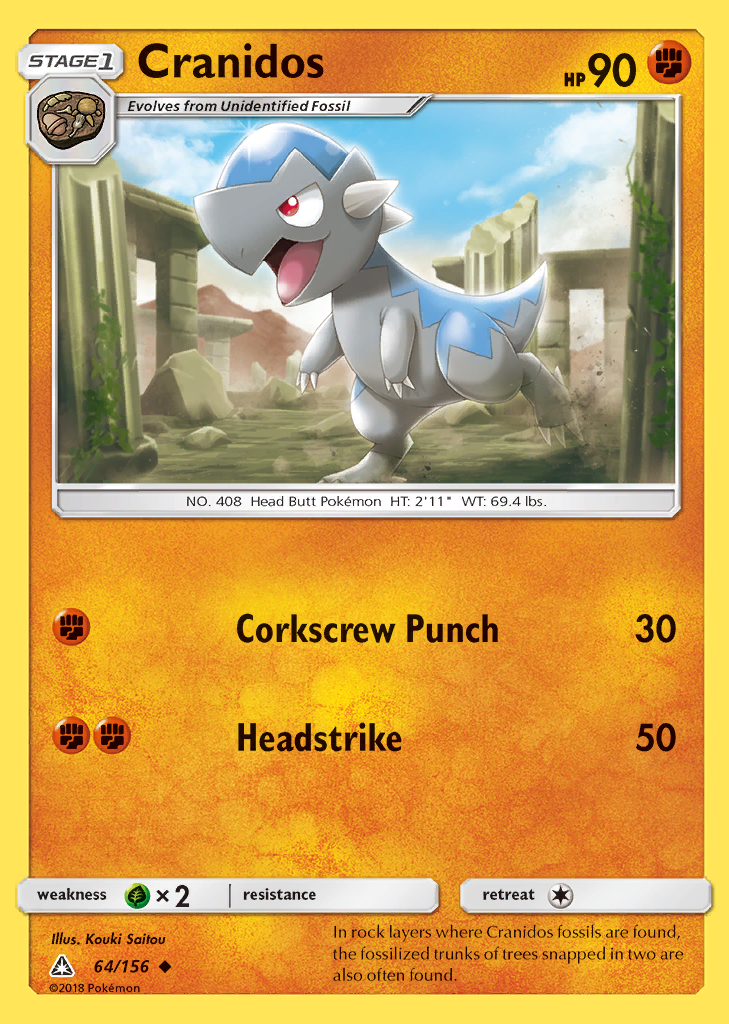 STAGE1 Cranidos HP90
Evolves from Unidentified Fossil
NO. 408 Head Butt Pokémon HT: 2'11" WT: 69.4 lbs.
Corkscrew Punch 30
Headstrike 50
weakness ×2 resistance retreat
Illus. Kouki Saitou
64/156 ◆
©2018 Pokémon
In rock layers where Cranidos fossils are found,
the fossilized trunks of trees snapped in two are
also often found.